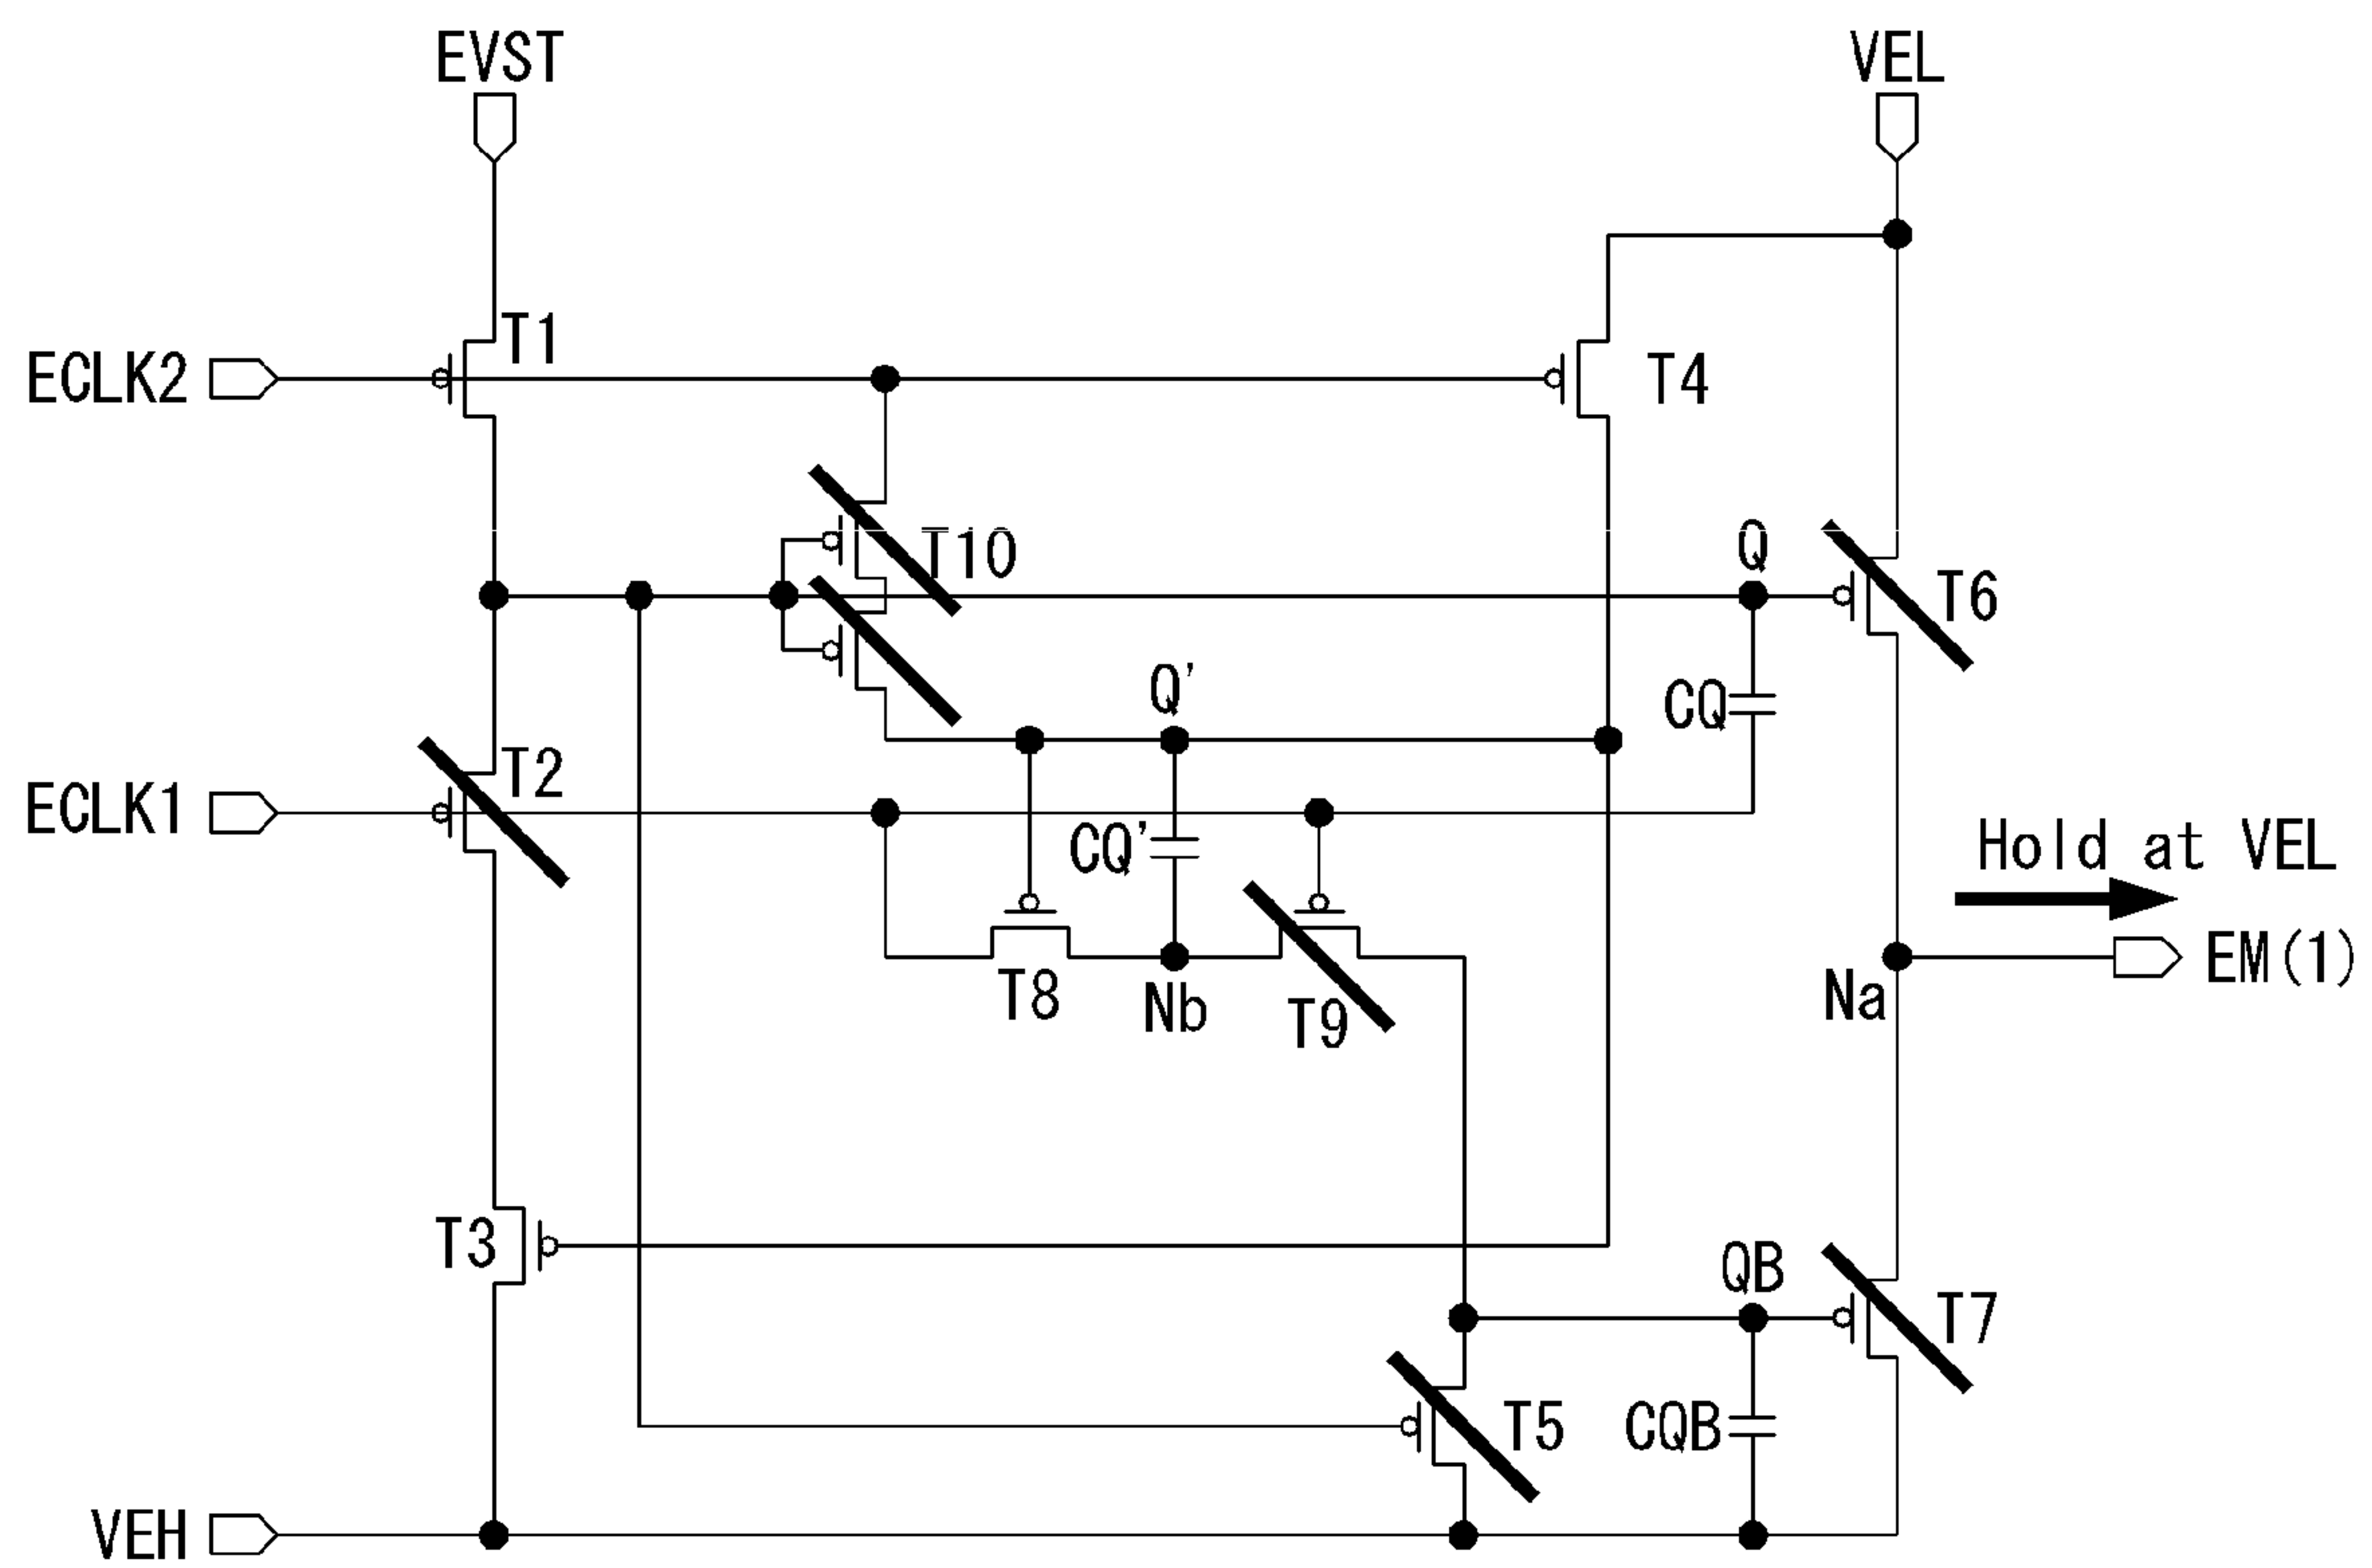 EVST
VEL
T1
ECLK2
T4
T10
Q
T6
Q'
CQ
T2
ECLK1
CQ'
Hold at VEL
EM(1)
T8
Nb
T9
Na
T3
QB
T7
T5
CQB
VEH